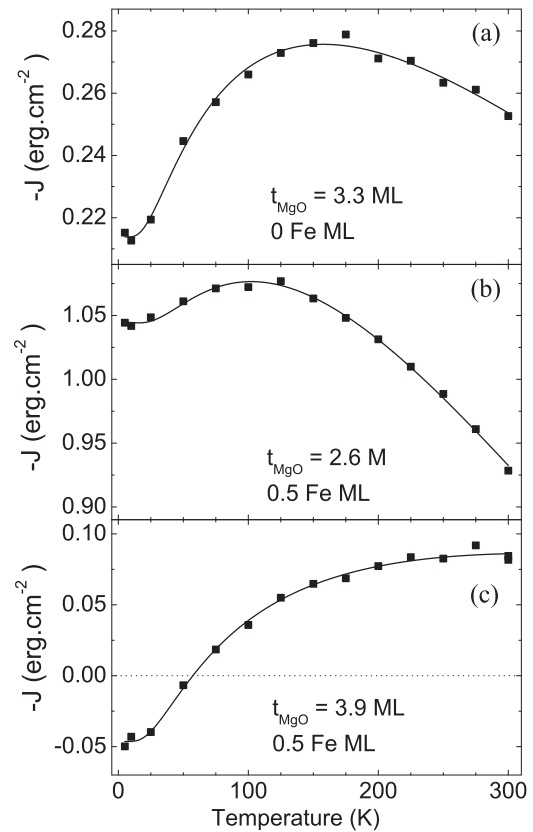 (a)
0.28
0.26
0.24
0.22
-J (erg.cm⁻²)
t_MgO = 3.3 ML
0 Fe ML
(b)
1.05
1.00
0.95
0.90
-J (erg.cm⁻²)
t_MgO = 2.6 M
0.5 Fe ML
0.10
0.05
0.00
-0.05
-J (erg.cm⁻²)
(c)
t_MgO = 3.9 ML
0.5 Fe ML
0 100 200 300
Temperature (K)